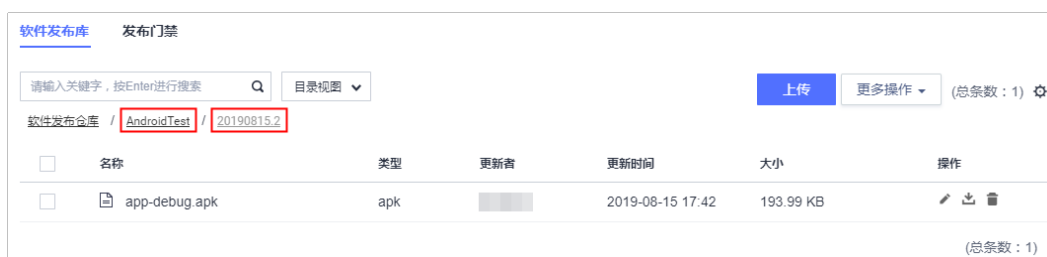 软件发布库 发布门禁
请输入关键字，按Enter进行搜索 目录视图 上传 更多操作 (总条数：1)
软件发布仓库 / AndroidTest / 20190815.2
名称 类型 更新者 更新时间 大小 操作
app-debug.apk apk 2019-08-15 17:42 193.99 KB
(总条数：1)